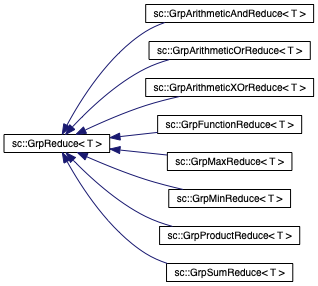 sc::GrpArithmeticAndReduce< T >
sc::GrpArithmeticOrReduce< T >
sc::GrpArithmeticXOrReduce< T >
sc::GrpFunctionReduce< T >
sc::GrpReduce< T >
sc::GrpMaxReduce< T >
sc::GrpMinReduce< T >
sc::GrpProductReduce< T >
sc::GrpSumReduce< T >